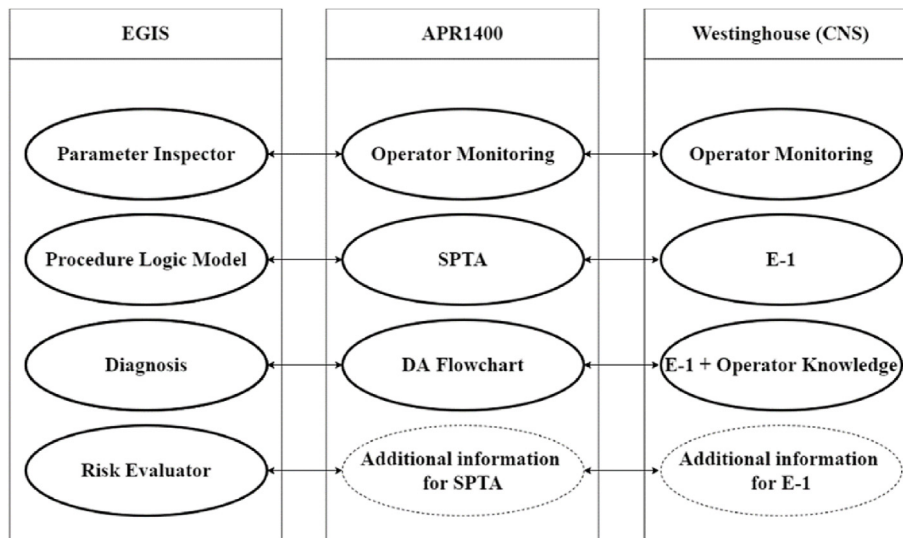 EGIS
APR1400
Westinghouse (CNS)
Parameter Inspector
Operator Monitoring
Operator Monitoring
Procedure Logic Model
SPTA
E-1
Diagnosis
DA Flowchart
E-1 + Operator Knowledge
Risk Evaluator
Additional information
for SPTA
Additional information
for E-1